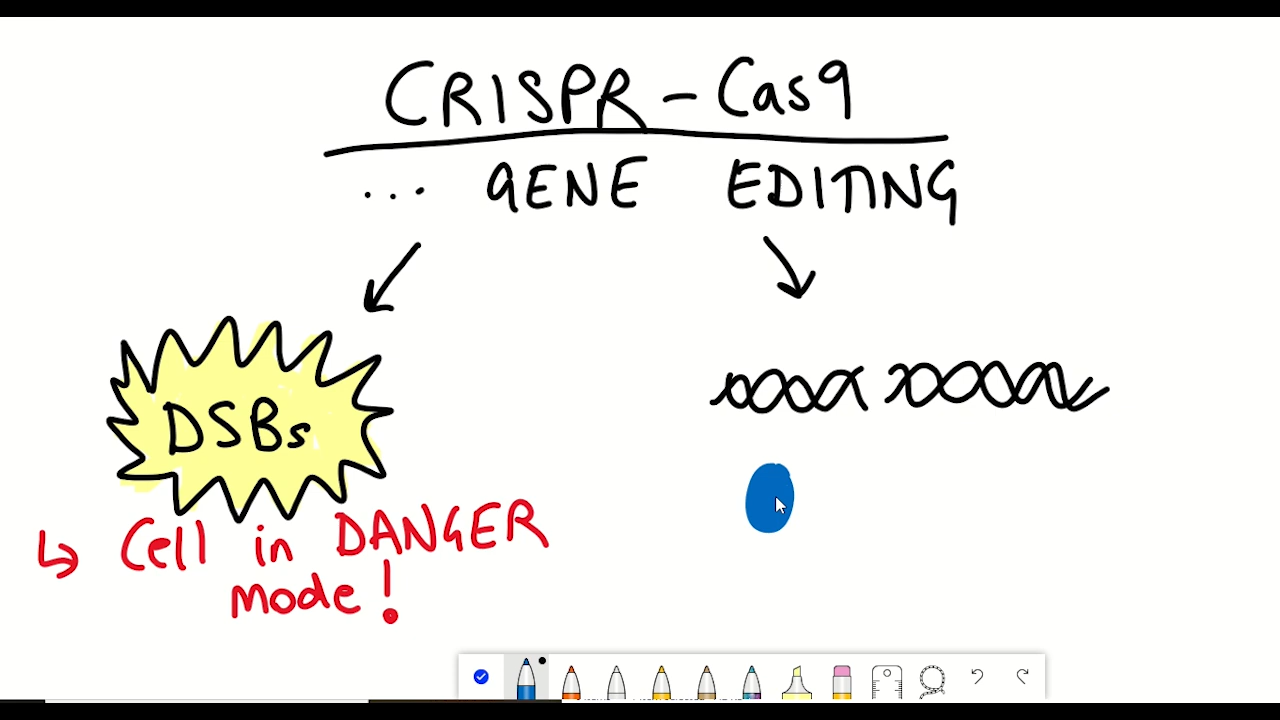 CRISPR - Cas9
... GENE EDITING
DSBs
↳ Cell in DANGER
mode!